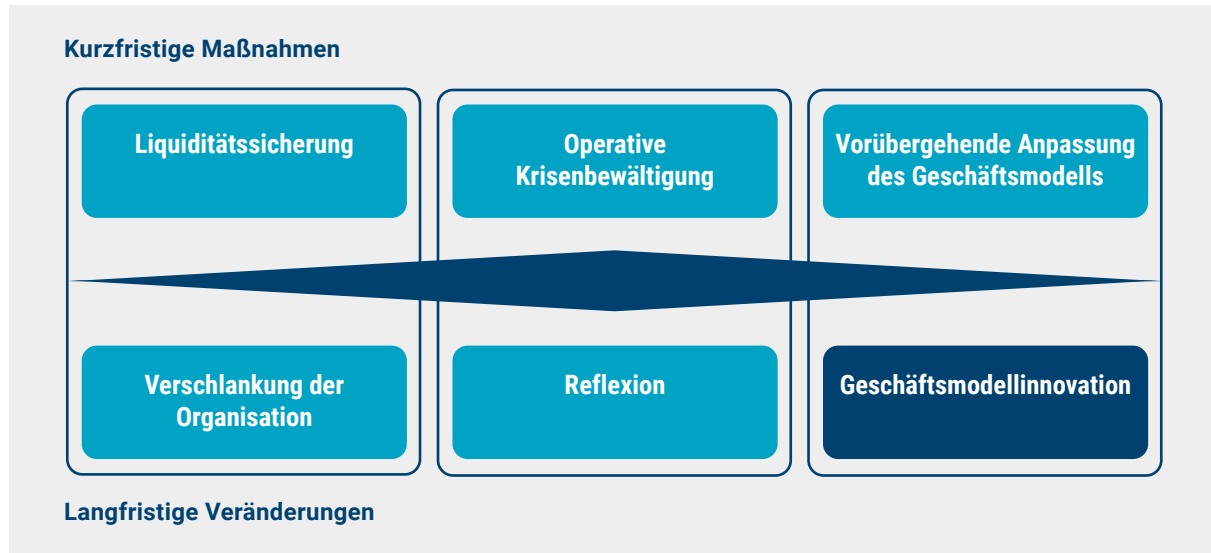 Kurzfristige Maßnahmen
Liquiditätssicherung
Operative
Krisenbewältigung
Vorübergehende Anpassung
des Geschäftsmodells
Verschlankung der
Organisation
Reflexion
Geschäftsmodellinnovation
Langfristige Veränderungen